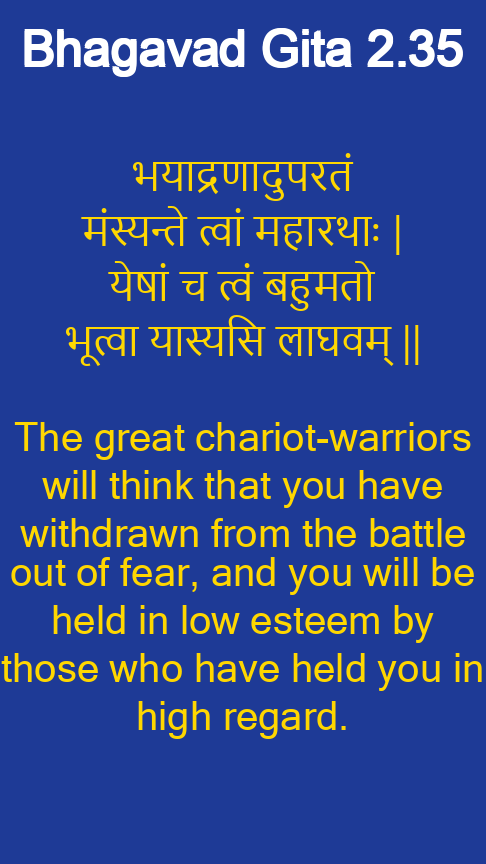 Bhagavad Gita 2.35
भयाद्रणादुपरतं
मंस्यन्ते त्वां महारथाः |
येषां च त्वं बहुमतो
भूत्वा यास्यसि लाघवम् ||
The great chariot-warriors
will think that you have
withdrawn from the battle
out of fear, and you will be
held in low esteem by
those who have held you in
high regard.